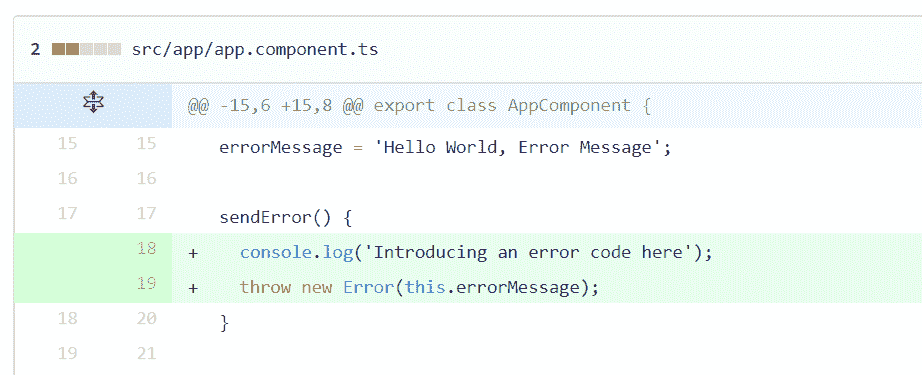 2 src/app/app.component.ts
@@ -15,6 +15,8 @@ export class AppComponent {
15 15 errorMessage = 'Hello World, Error Message';
16 16
17 17 sendError() {
18 + console.log('Introducing an error code here');
19 + throw new Error(this.errorMessage);
18 20 }
19 21